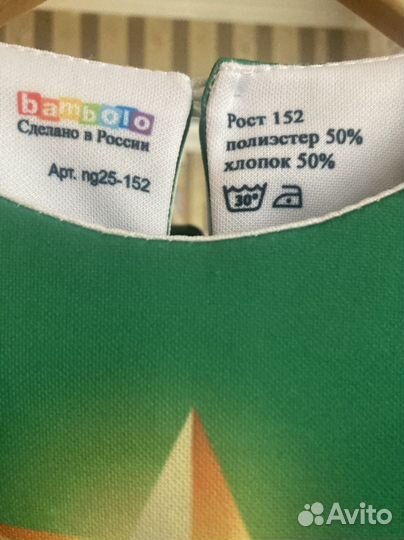 bambolo
Сделано в России
Арт. ng25-152
Рост 152
полиэстер 50%
хлопок 50%
30°
Avito